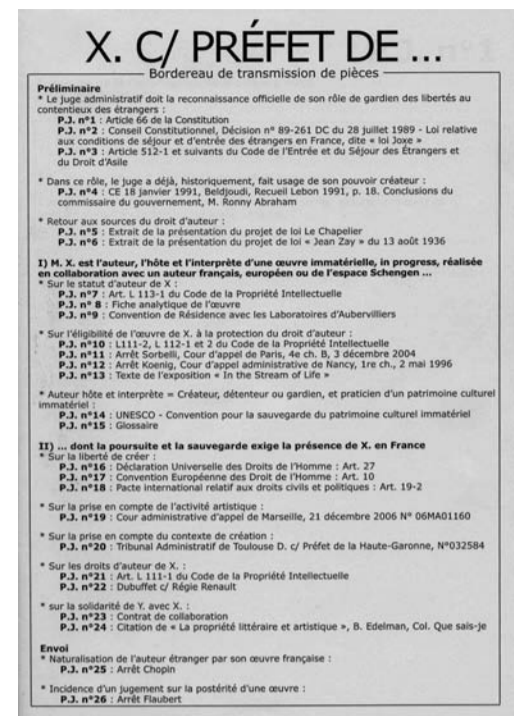 X. C/ PRÉFET DE ...
Bordereau de transmission de pièces
Préliminaire
* Le juge administratif doit la reconnaissance officielle de son rôle de gardien des libertés au
contentieux des étrangers :
P.J. n°1 : Article 66 de la Constitution
P.J. n°2 : Conseil Constitutionnel, Décision n° 89-261 DC du 28 juillet 1989 - Loi relative
aux conditions de séjour et d'entrée des étrangers en France, dite « loi Joxe »
P.J. n°3 : Article 512-1 et suivants du Code de l'Entrée et du Séjour des Étrangers et
du Droit d'Asile
* Dans ce rôle, le juge a déjà, historiquement, fait usage de son pouvoir créateur :
P.J. n°4 : CE 18 janvier 1991, Beldjoudi, Recueil Lebon 1991, p. 18. Conclusions du
commissaire du gouvernement, M. Ronny Abraham
* Retour aux sources du droit d'auteur :
P.J. n°5 : Extrait de la présentation du projet de loi Le Chapelier
P.J. n°6 : Extrait de la présentation du projet de loi « Jean Zay » du 13 août 1936
I) M. X. est l'auteur, l'hôte et l'interprète d'une œuvre immatérielle, in progress, réalisée
en collaboration avec un auteur français, européen ou de l'espace Schengen ...
* Sur le statut d'auteur de X :
P.J. n°7 : Art. L 113-1 du Code de la Propriété Intellectuelle
P.J. n° 8 : Fiche analytique de l'œuvre
P.J. n°9 : Convention de Résidence avec les Laboratoires d'Aubervilliers
* Sur l'éligibilité de l'œuvre de X. à la protection du droit d'auteur :
P.J. n°10 : L111-2, L 112-1 et 2 du Code de la Propriété Intellectuelle
P.J. n°11 : Arrêt Sorbelli, Cour d'appel de Paris, 4e ch. B, 3 décembre 2004
P.J. n°12 : Arrêt Koenig, Cour d'appel administrative de Nancy, 1re ch., 2 mai 1996
P.J. n°13 : Texte de l'exposition « In the Stream of Life »
* Auteur hôte et interprète = Créateur, détenteur ou gardien, et praticien d'un patrimoine culturel
immatériel :
P.J. n°14 : UNESCO - Convention pour la sauvegarde du patrimoine culturel immatériel
P.J. n°15 : Glossaire
II) ... dont la poursuite et la sauvegarde exige la présence de X. en France
* Sur la liberté de créer :
P.J. n°16 : Déclaration Universelle des Droits de l'Homme : Art. 27
P.J. n°17 : Convention Européenne des Droit de l'Homme : Art. 10
P.J. n°18 : Pacte international relatif aux droits civils et politiques : Art. 19-2
* Sur la prise en compte de l'activité artistique :
P.J. n°19 : Cour administrative d'appel de Marseille, 21 décembre 2006 N° 06MA01160
* Sur la prise en compte du contexte de création :
P.J. n°20 : Tribunal Administratif de Toulouse D. c/ Préfet de la Haute-Garonne, N°032584
* Sur les droits d'auteur de X. :
P.J. n°21 : Art. L 111-1 du Code de la Propriété Intellectuelle
P.J. n°22 : Dubuffet c/ Régie Renault
* sur la solidarité de Y. avec X. :
P.J. n°23 : Contrat de collaboration
P.J. n°24 : Citation de « La propriété littéraire et artistique », B. Edelman, Col. Que sais-je
Envoi
* Naturalisation de l'auteur étranger par son œuvre française :
P.J. n°25 : Arrêt Chopin
* Incidence d'un jugement sur la postérité d'une œuvre :
P.J. n°26 : Arrêt Flaubert